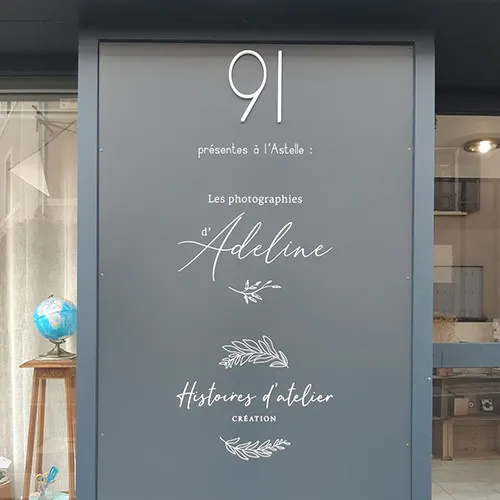 91
présentes à l'Astelle :
Les photographies
d'Adeline
Histoires d'atelier
CRÉATION